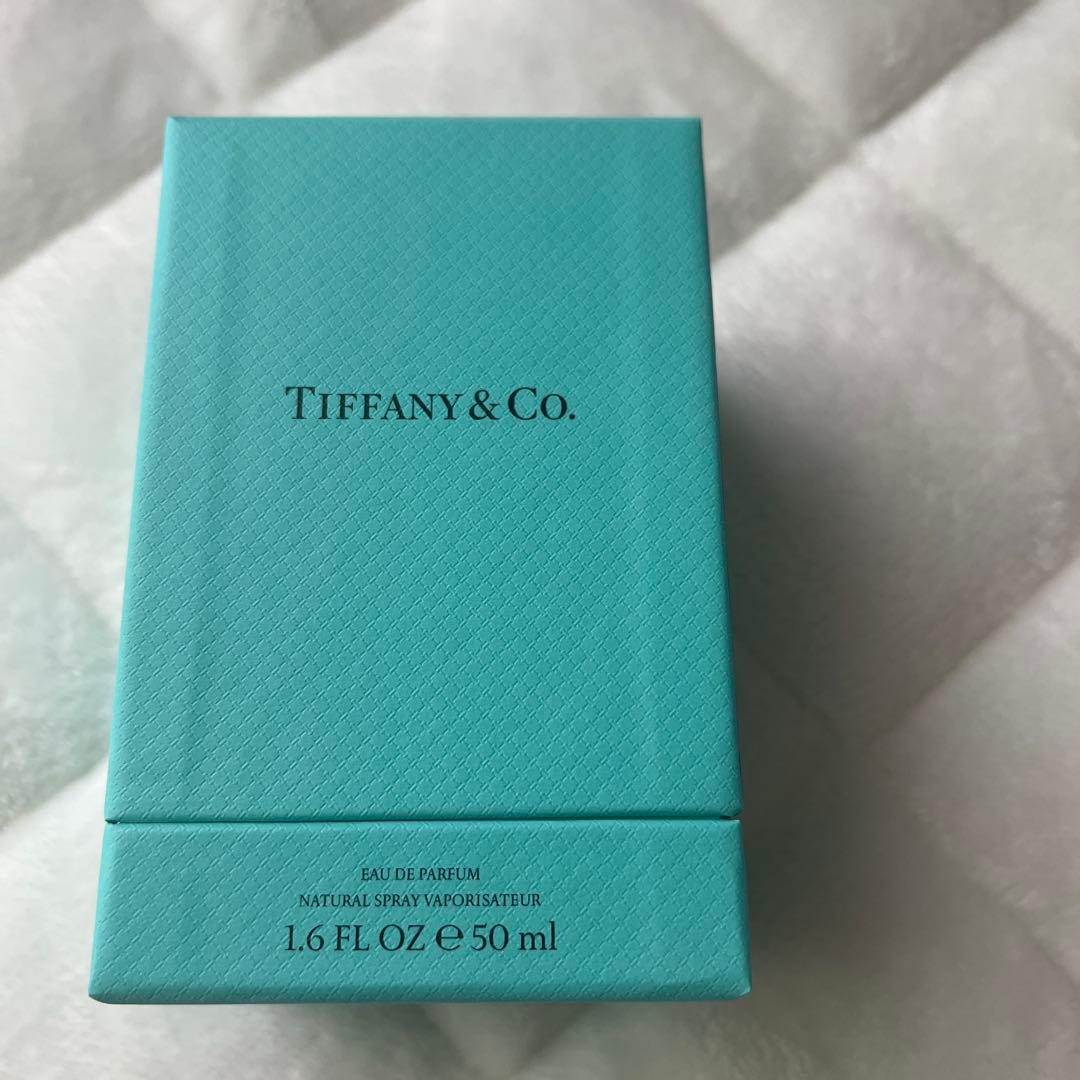 TIFFANY & CO.
EAU DE PARFUM
NATURAL SPRAY VAPORISATEUR
1.6 FL OZ ℮ 50 ml